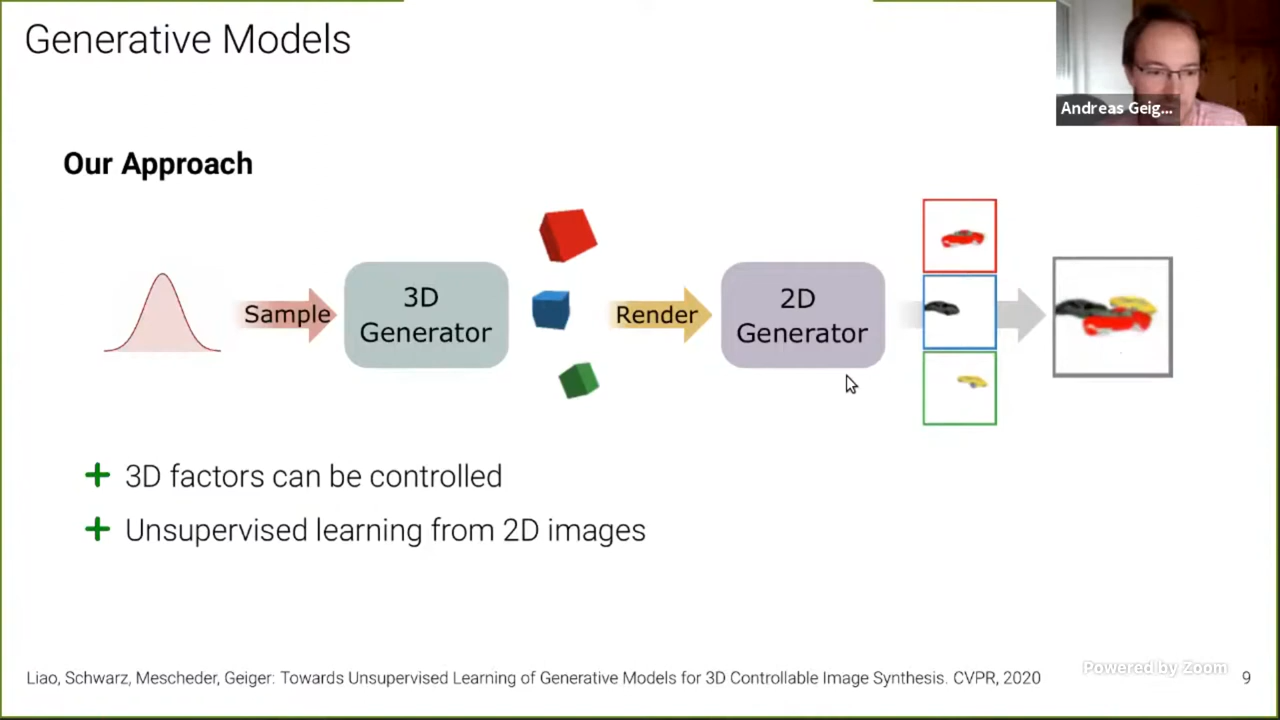 Generative Models
Andreas Geig...
Our Approach
Sample
3D
Generator
Render
2D
Generator
+ 3D factors can be controlled
+ Unsupervised learning from 2D images
Liao, Schwarz, Mescheder, Geiger: Towards Unsupervised Learning of Generative Models for 3D Controllable Image Synthesis. CVPR, 2020
Powered by Zoom
9